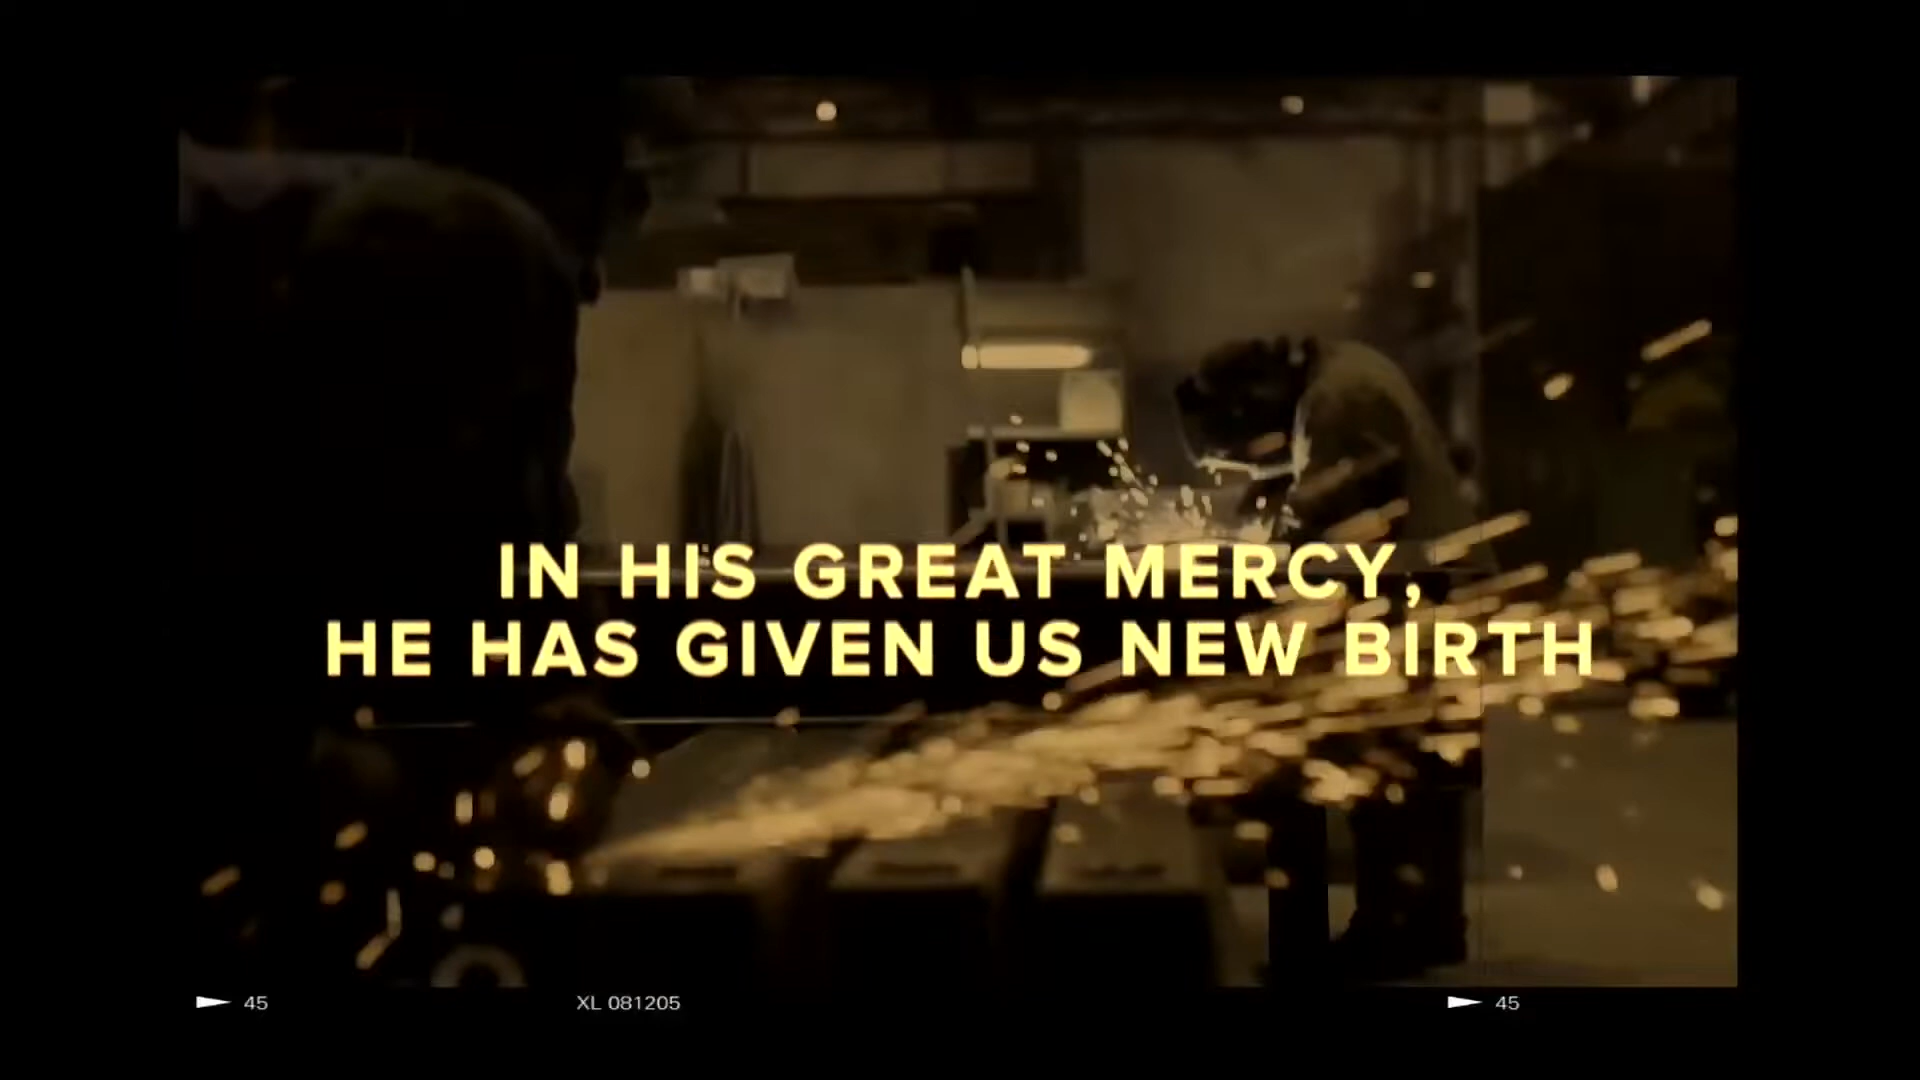 IN HIS GREAT MERCY,
HE HAS GIVEN US NEW BIRTH
45 XL 081205 45